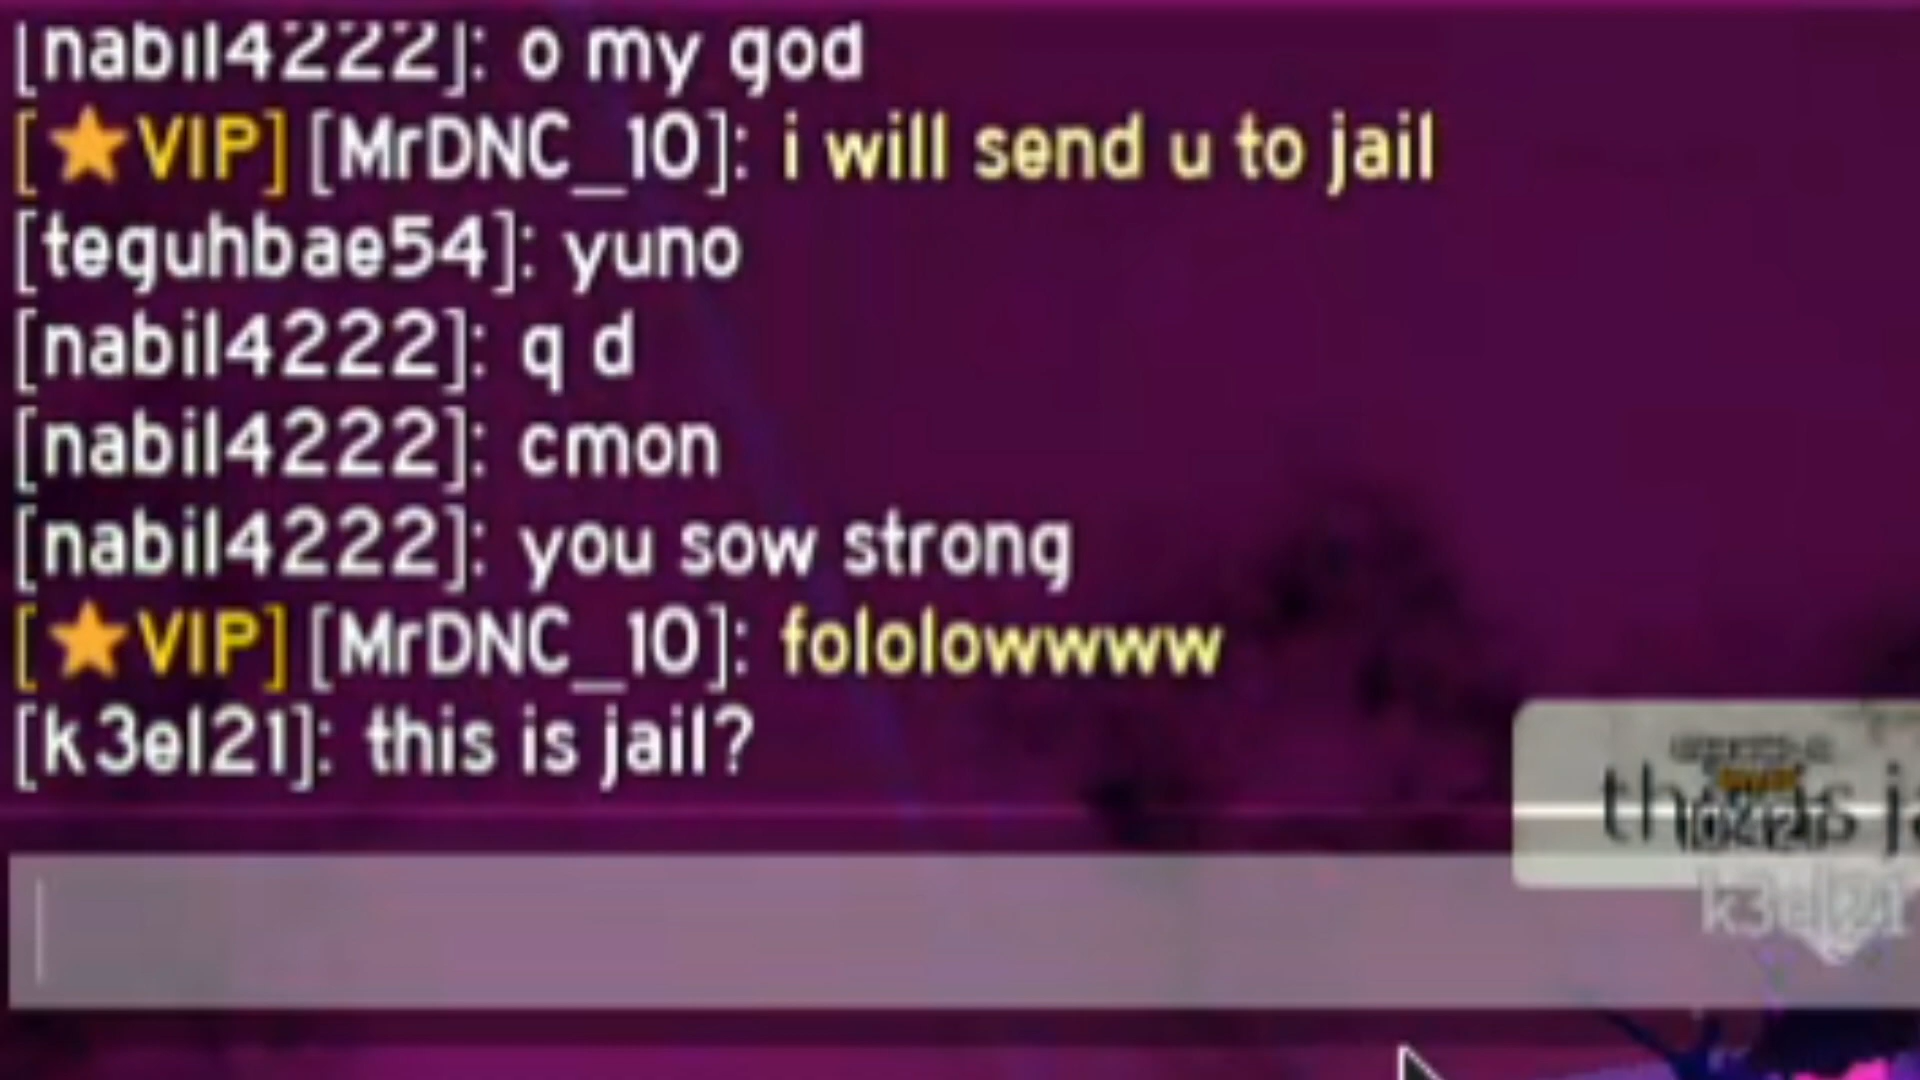 [nabil4222]: o my god
[⭐VIP] [MrDNC_10]: i will send u to jail
[teguhbae54]: yuno
[nabil4222]: q d
[nabil4222]: cmon
[nabil4222]: you sow strong
[⭐VIP] [MrDNC_10]: fololowwww
[k3el21]: this is jail?
k3el21